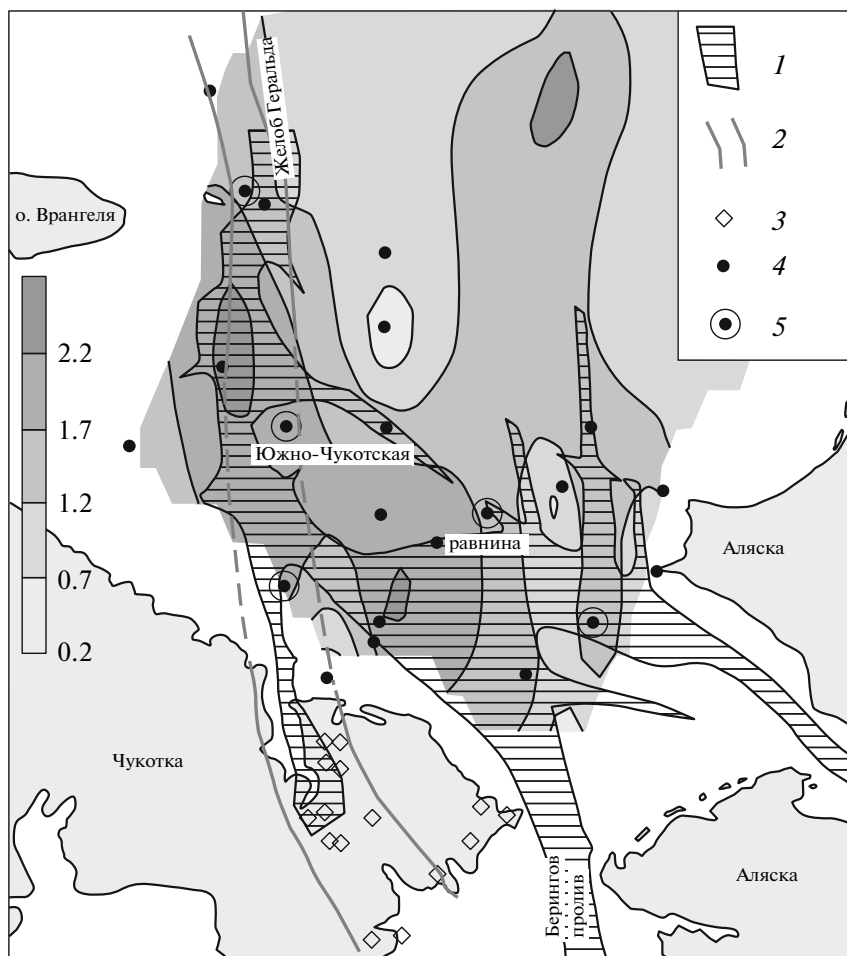 Желоб Геральда
1
2
3
4
5
о. Врангеля
2.2
1.7
1.2
0.7
0.2
Южно-Чукотская
равнина
Аляска
Чукотка
Берингов
пролив
Аляска